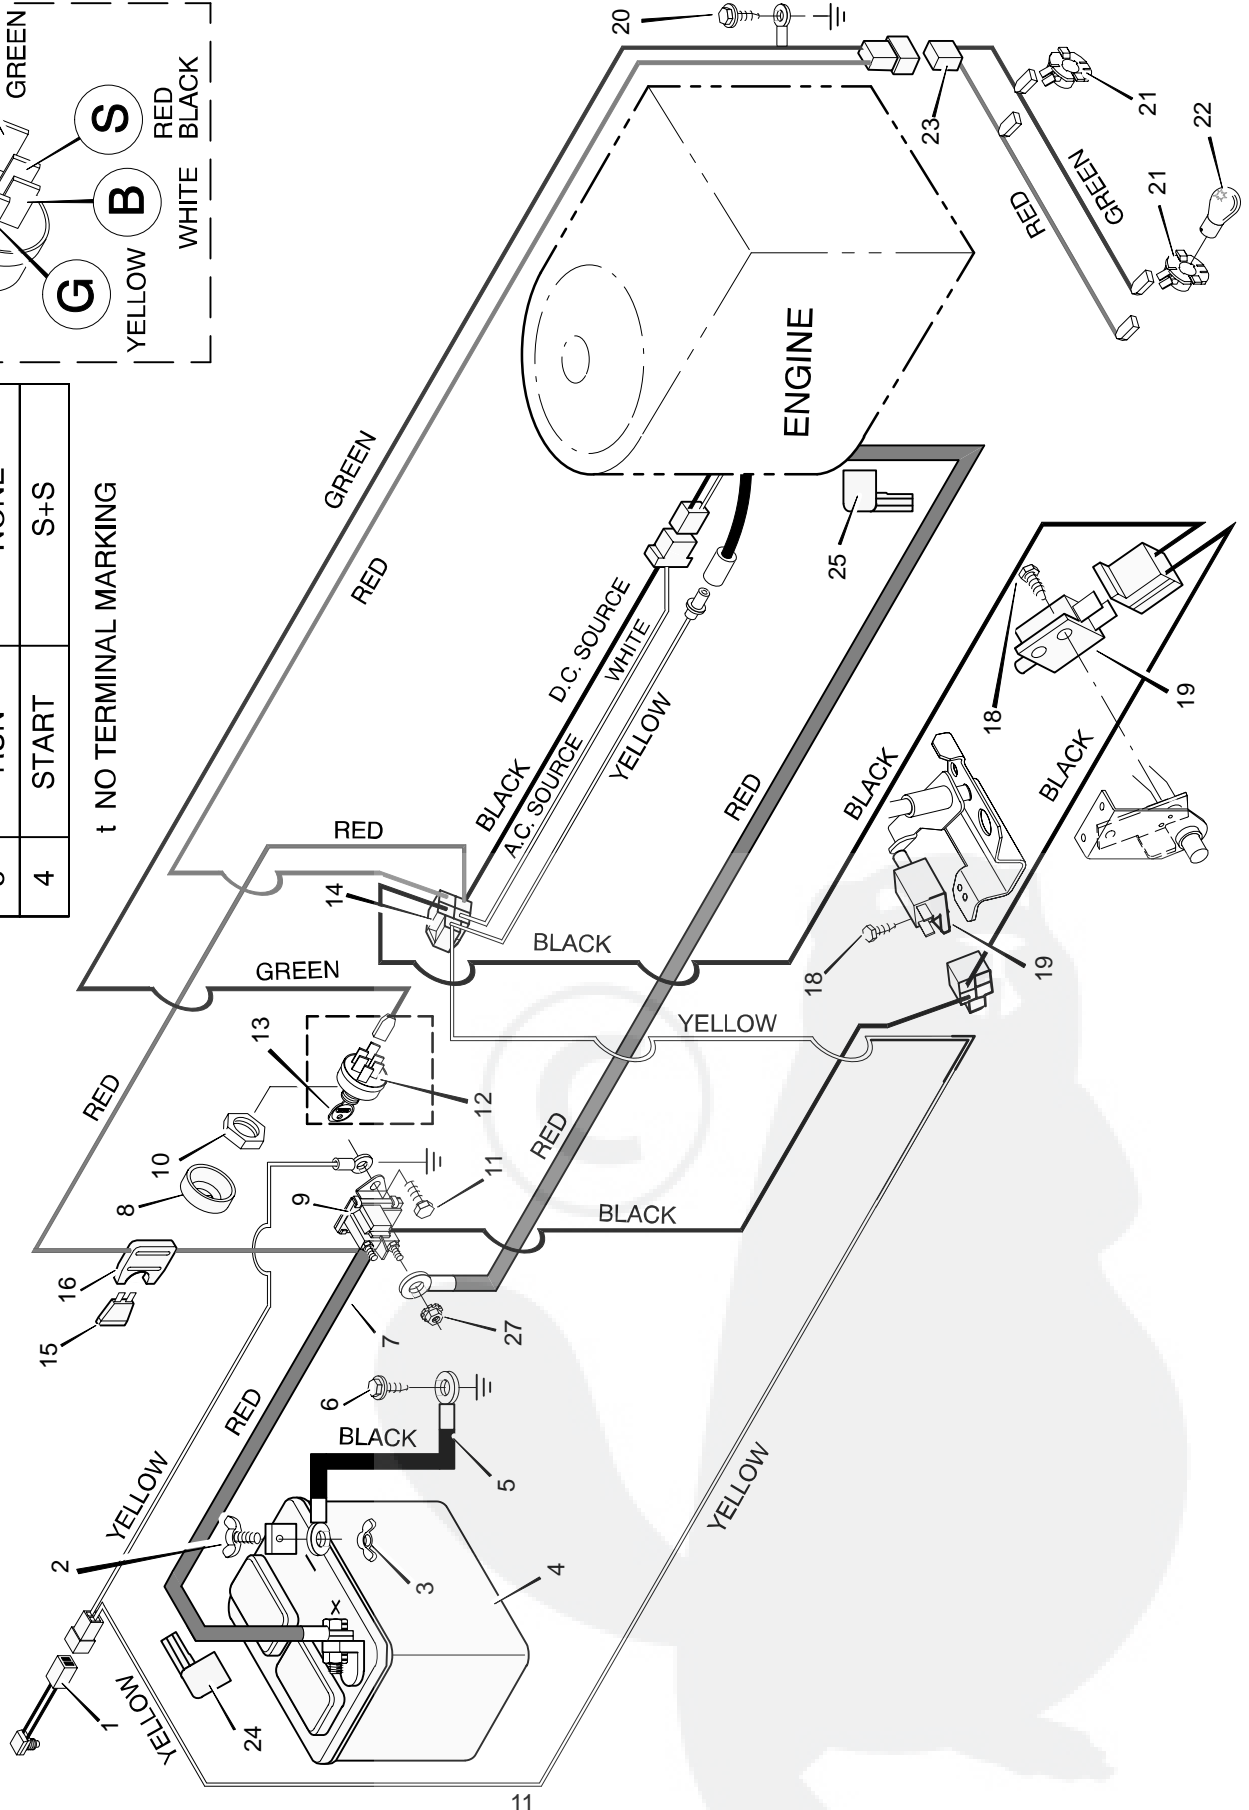 GREEN
S
RED
BLACK
B
WHITE
G
YELLOW
S+S
START
4
t NO TERMINAL MARKING
20
21
22
23
21
GREEN
RED
ENGINE
25
GREEN
RED
D.C. SOURCE
WHITE
BLACK
A.C. SOURCE
YELLOW
RED
RED
14
BLACK
BLACK
18
19
BLACK
18
19
GREEN
13
12
YELLOW
RED
10
8
9
11
RED
BLACK
16
15
7
27
6
RED
BLACK
5
YELLOW
2
3
4
X
1
YELLOW
24
YELLOW
11
©